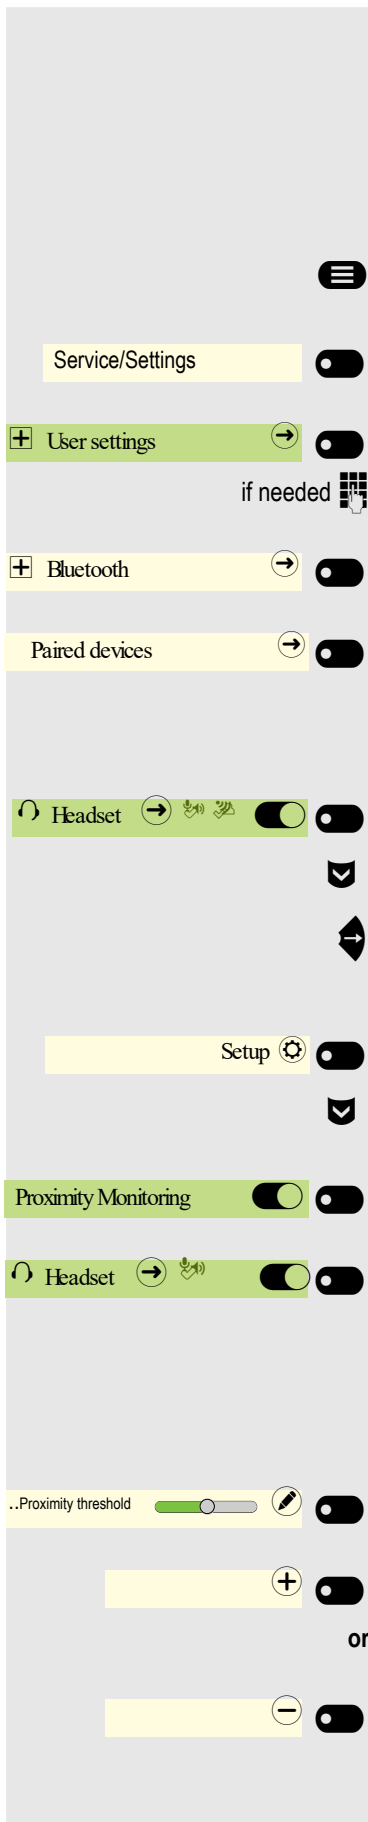 Service/Settings
User settings
if needed
Bluetooth
Paired devices
Headset
Setup
Proximity Monitoring
Headset
..Proximity threshold
or